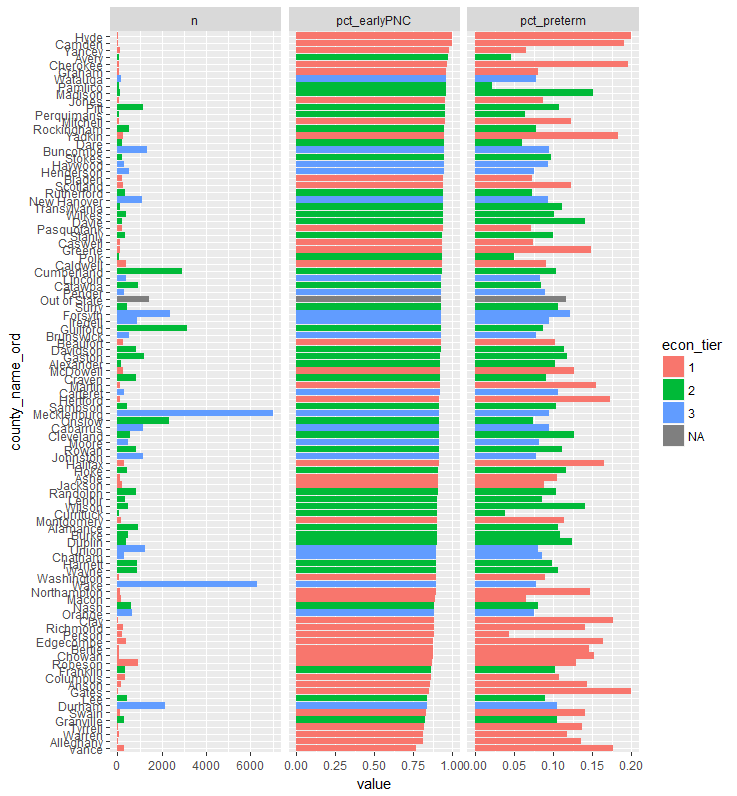 n pct_earlyPNC pct_preterm
Hyde
Camden
Yancey
Avery
Cherokee
Graham
Watauga
Pamlico
Madison
Jones
Pitt
Perquimans
Mitchell
Rockingham
Yadkin
Dare
Buncombe
Stokes
Haywood
Henderson
Bladen
Scotland
Rutherford
New Hanover
Transylvania
Wilkes
Davie
Pasquotank
Stanly
Caswell
Greene
Polk
Caldwell
Cumberland
Lincoln
Catawba
Pender
Out of State
Surry
Forsyth
Iredell
Guilford
Brunswick
Beaufort
Davidson
Gaston
Alexander
McDowell
Craven
Martin
Carteret
Hertford
Sampson
Mecklenburg
Onslow
Cabarrus
Cleveland
Moore
Rowan
Johnston
Halifax
Hoke
Ashe
Jackson
Randolph
Lenoir
Wilson
Currituck
Montgomery
Alamance
Burke
Duplin
Union
Chatham
Harnett
Wayne
Washington
Wake
Northampton
Macon
Nash
Orange
Clay
Richmond
Person
Edgecombe
Bertie
Chowan
Robeson
Franklin
Columbus
Anson
Gates
Lee
Durham
Swain
Granville
Tyrrell
Warren
Alleghany
Vance
county_name_ord
0 2000 4000 6000 0.00 0.25 0.50 0.75 1.00 0.00 0.05 0.10 0.15 0.20
value
econ_tier
1
2
3
NA